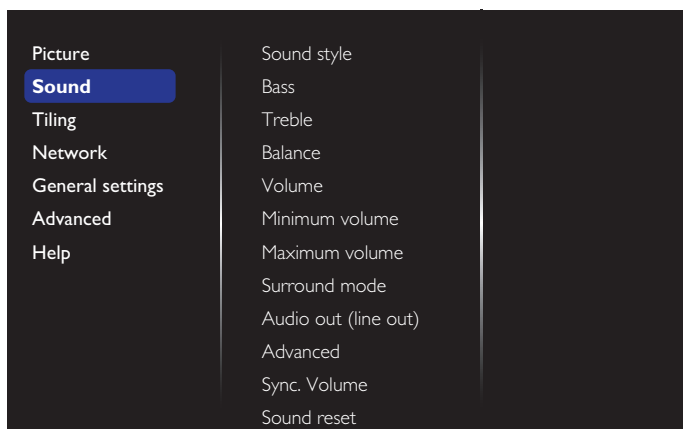 Picture
Sound
Tiling
Network
General settings
Advanced
Help
Sound style
Bass
Treble
Balance
Volume
Minimum volume
Maximum volume
Surround mode
Audio out (line out)
Advanced
Sync. Volume
Sound reset